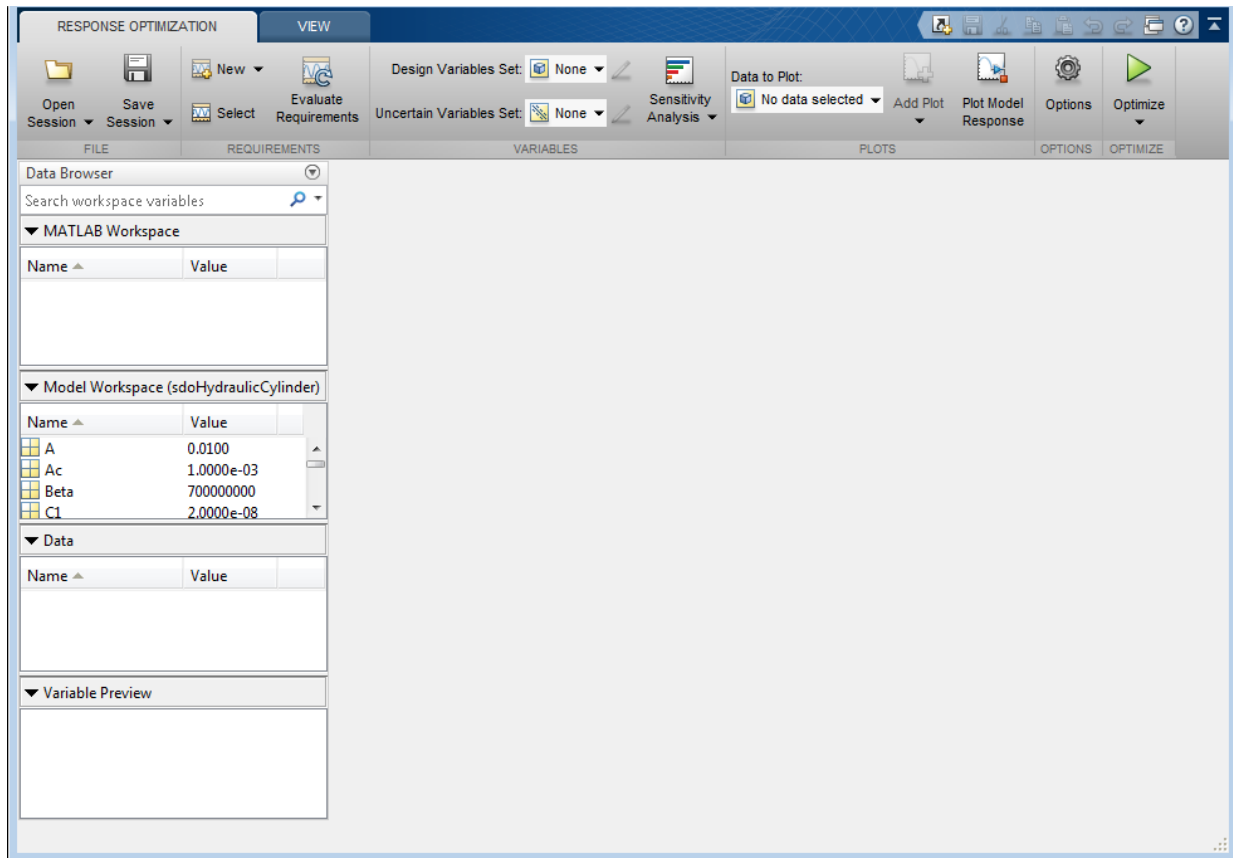 RESPONSE OPTIMIZATION
VIEW
Open Session
Save Session
New
Select
Evaluate Requirements
Design Variables Set: None
Uncertain Variables Set: None
Sensitivity Analysis
Data to Plot:
No data selected
Add Plot
Plot Model Response
Options
Optimize
FILE
REQUIREMENTS
VARIABLES
PLOTS
OPTIONS
OPTIMIZE
Data Browser
Search workspace variables
MATLAB Workspace
Name Value
Model Workspace (sdoHydraulicCylinder)
Name Value
A 0.0100
Ac 1.0000e-03
Beta 700000000
C1 2.0000e-08
Data
Name Value
Variable Preview